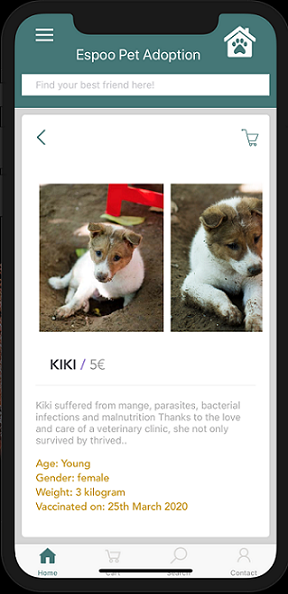 Espoo Pet Adoption
Find your best friend here!
KIKI / 5€
Kiki suffered from mange, parasites, bacterial
infections and malnutrition Thanks to the love
and care of a veterinary clinic, she not only
survived by thrived..
Age: Young
Gender: female
Weight: 3 kilogram
Vaccinated on: 25th March 2020
Home Cart Search Contact